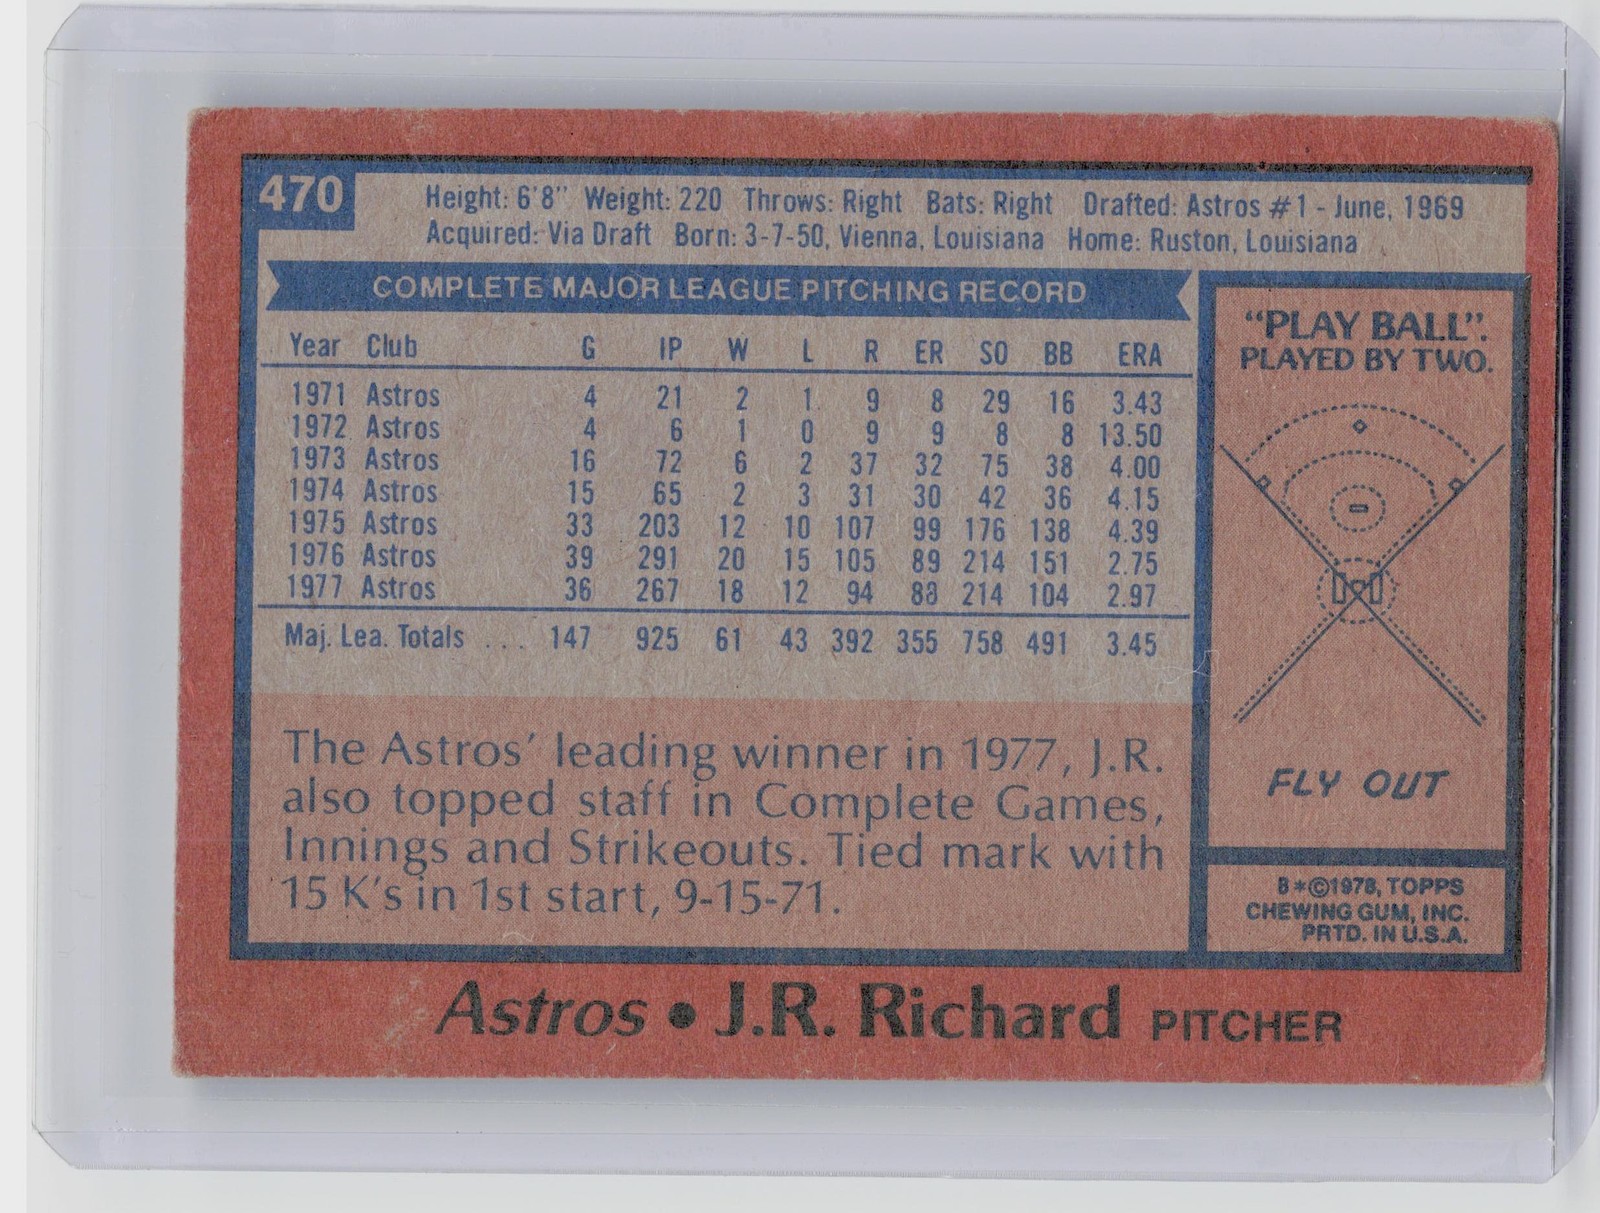 470
Height: 6'8" Weight: 220 Throws: Right Bats: Right Drafted: Astros #1 - June, 1969
Acquired: Via Draft Born: 3-7-50, Vienna, Louisiana Home: Ruston, Louisiana
COMPLETE MAJOR LEAGUE PITCHING RECORD
Year Club G IP W L R ER SO BB ERA
1971 Astros 4 21 2 1 9 8 29 16 3.43
1972 Astros 4 6 1 0 9 9 8 8 13.50
1973 Astros 16 72 6 2 37 32 75 38 4.00
1974 Astros 15 65 2 3 31 30 42 36 4.15
1975 Astros 33 203 12 10 107 99 176 138 4.39
1976 Astros 39 291 20 15 105 89 214 151 2.75
1977 Astros 36 267 18 12 94 88 214 104 2.97
Maj. Lea. Totals ... 147 925 61 43 392 355 758 491 3.45
The Astros' leading winner in 1977, J.R.
also topped staff in Complete Games,
Innings and Strikeouts. Tied mark with
15 K's in 1st start, 9-15-71.
"PLAY BALL".
PLAYED BY TWO.
FLY OUT
B*©1978, TOPPS
CHEWING GUM, INC.
PRTD. IN U.S.A.
Astros • J.R. Richard PITCHER